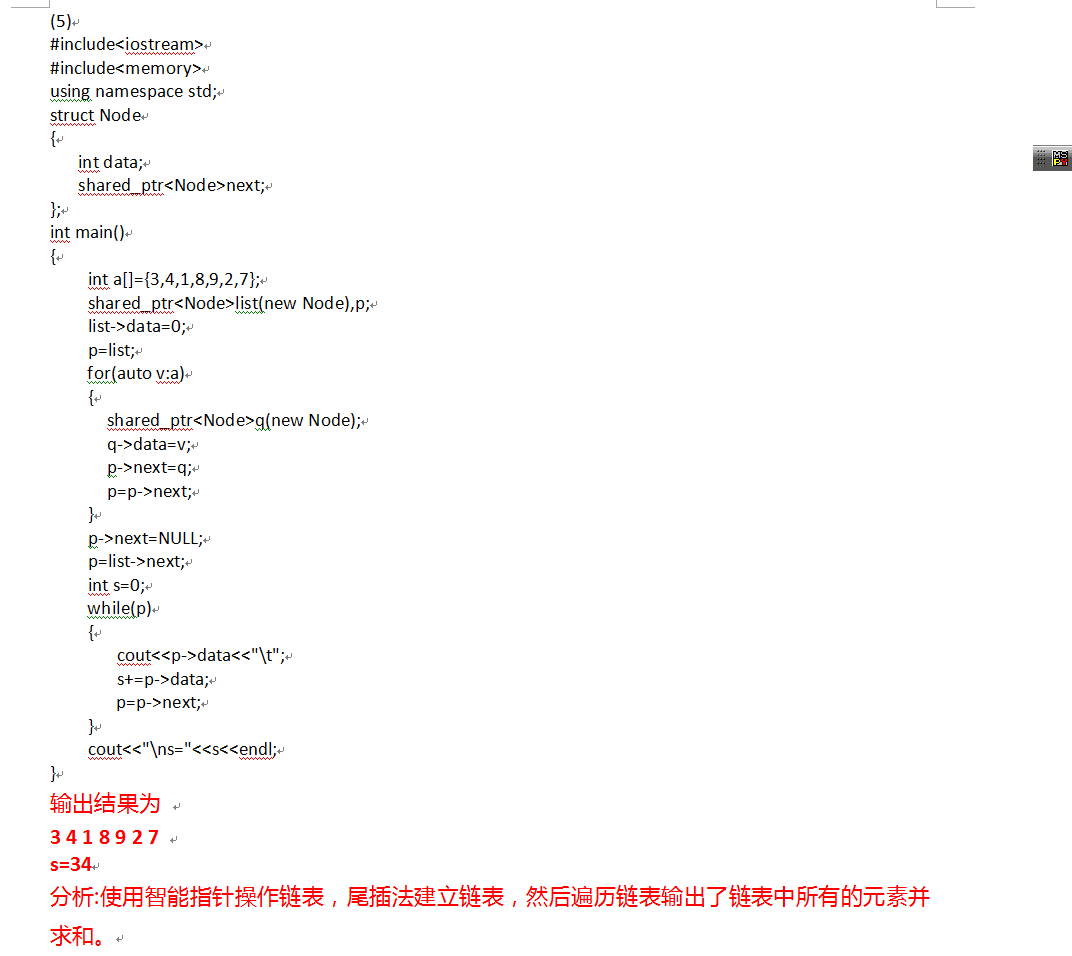 (5)
#include<iostream>
#include<memory>
using namespace std;
struct Node
{
int data;
shared_ptr<Node>next;
};
int main()
{
int a[]={3,4,1,8,9,2,7};
shared_ptr<Node>list(new Node),p;
list->data=0;
p=list;
for(auto v:a)
{
shared_ptr<Node>q(new Node);
q->data=v;
p->next=q;
p=p->next;
}
p->next=NULL;
p=list->next;
int s=0;
while(p)
{
cout<<p->data<<"\t";
s+=p->data;
p=p->next;
}
cout<<"\ns="<<s<<endl;
}
输出结果为
3 4 1 8 9 2 7
s=34
分析:使用智能指针操作链表，尾插法建立链表，然后遍历链表输出了链表中所有的元素并
求和。